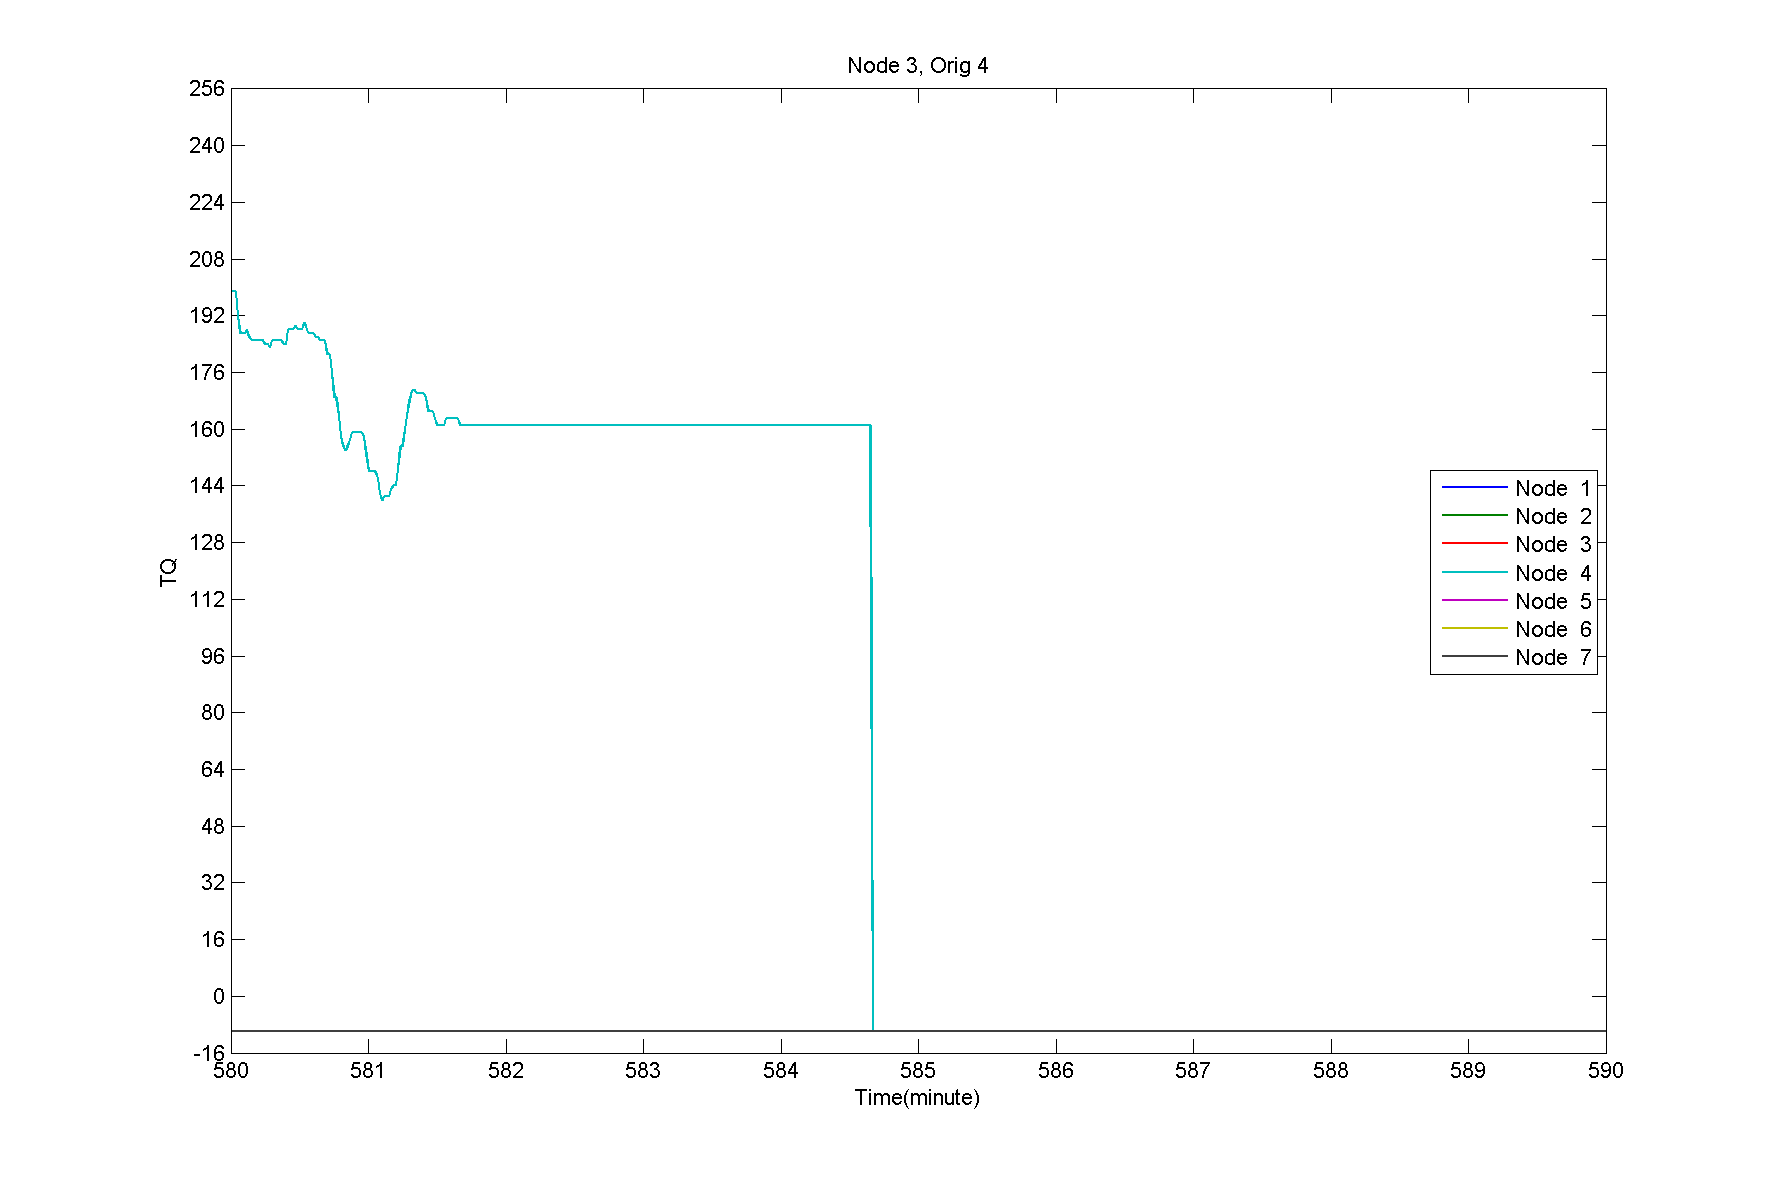 Node 3, Orig 4
256
240
224
208
192
176
160
144
128
112
96
80
64
48
32
16
0
-16
TQ
580 581 582 583 584 585 586 587 588 589 590
Time(minute)
Node 1
Node 2
Node 3
Node 4
Node 5
Node 6
Node 7